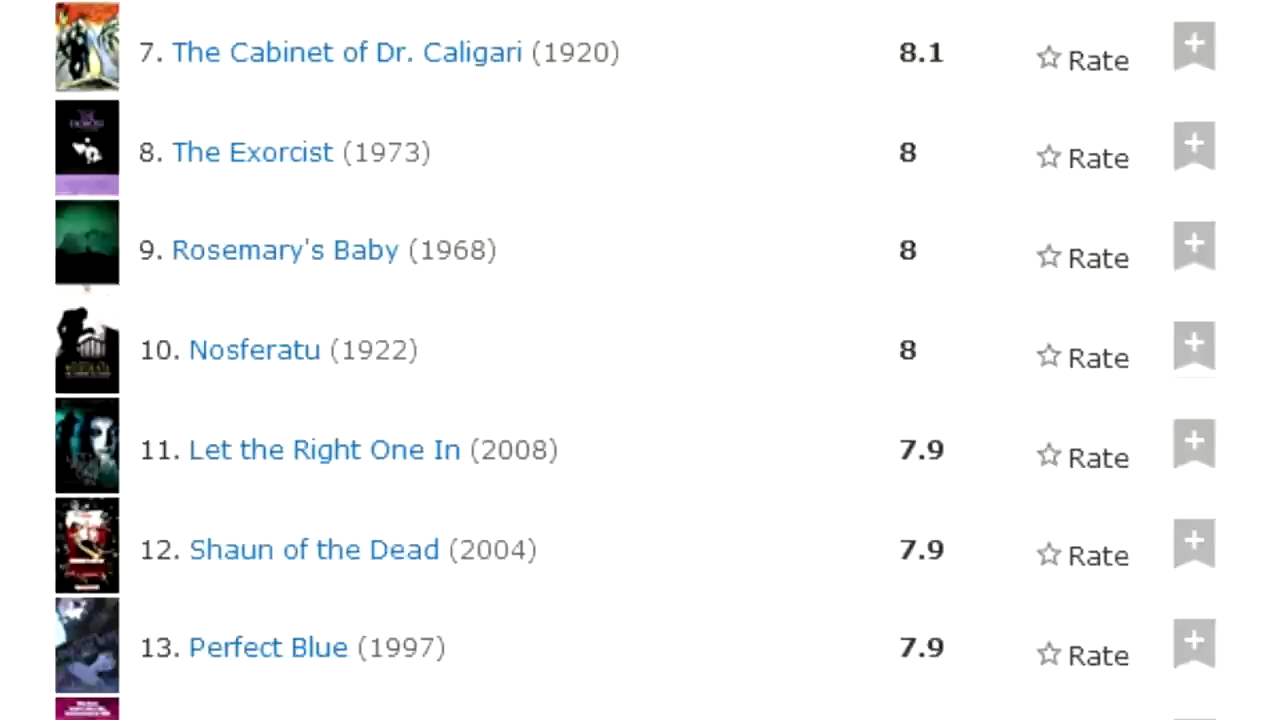 7. The Cabinet of Dr. Caligari (1920) 8.1 Rate
8. The Exorcist (1973) 8 Rate
9. Rosemary's Baby (1968) 8 Rate
10. Nosferatu (1922) 8 Rate
11. Let the Right One In (2008) 7.9 Rate
12. Shaun of the Dead (2004) 7.9 Rate
13. Perfect Blue (1997) 7.9 Rate